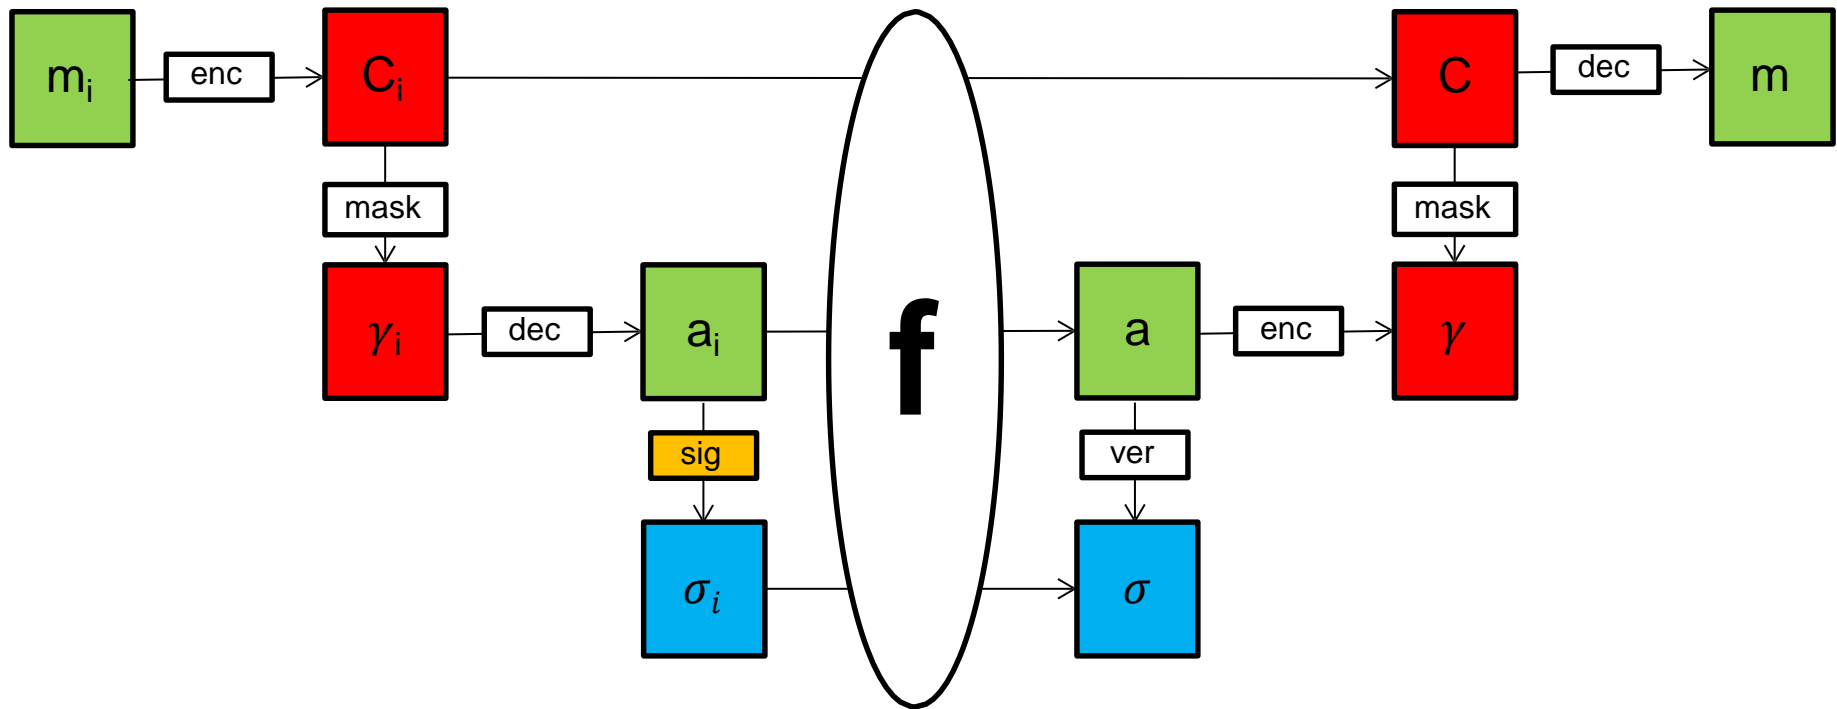 mᵢ
enc
Cᵢ
C
dec
m
mask
mask
γᵢ
dec
aᵢ
f
a
enc
γ
sig
ver
σᵢ
σ